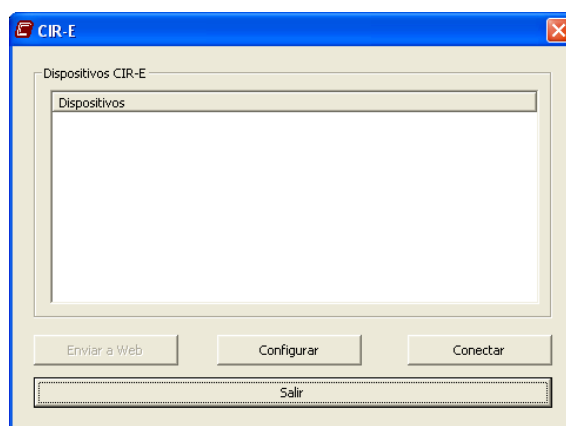 CIR-E
Dispositivos CIR-E
Dispositivos
Enviar a Web
Configurar
Conectar
Salir